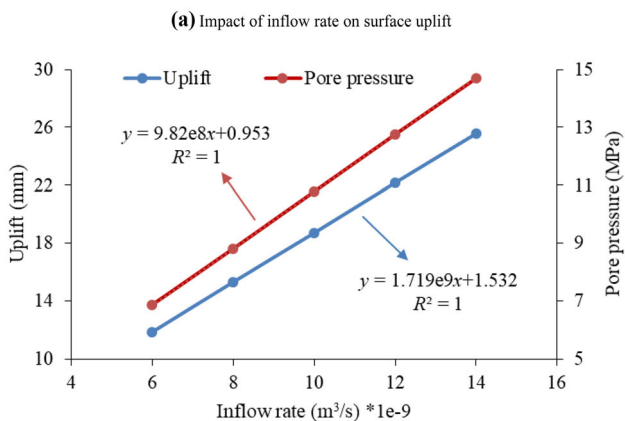 (a) Impact of inflow rate on surface uplift
Uplift
Pore pressure
30
26
22
18
14
10
Uplift (mm)
15
13
11
9
7
5
Pore pressure (MPa)
y = 9.82e8x+0.953
R² = 1
y = 1.719e9x+1.532
R² = 1
4
6
8
10
12
14
16
Inflow rate (m³/s) *1e-9